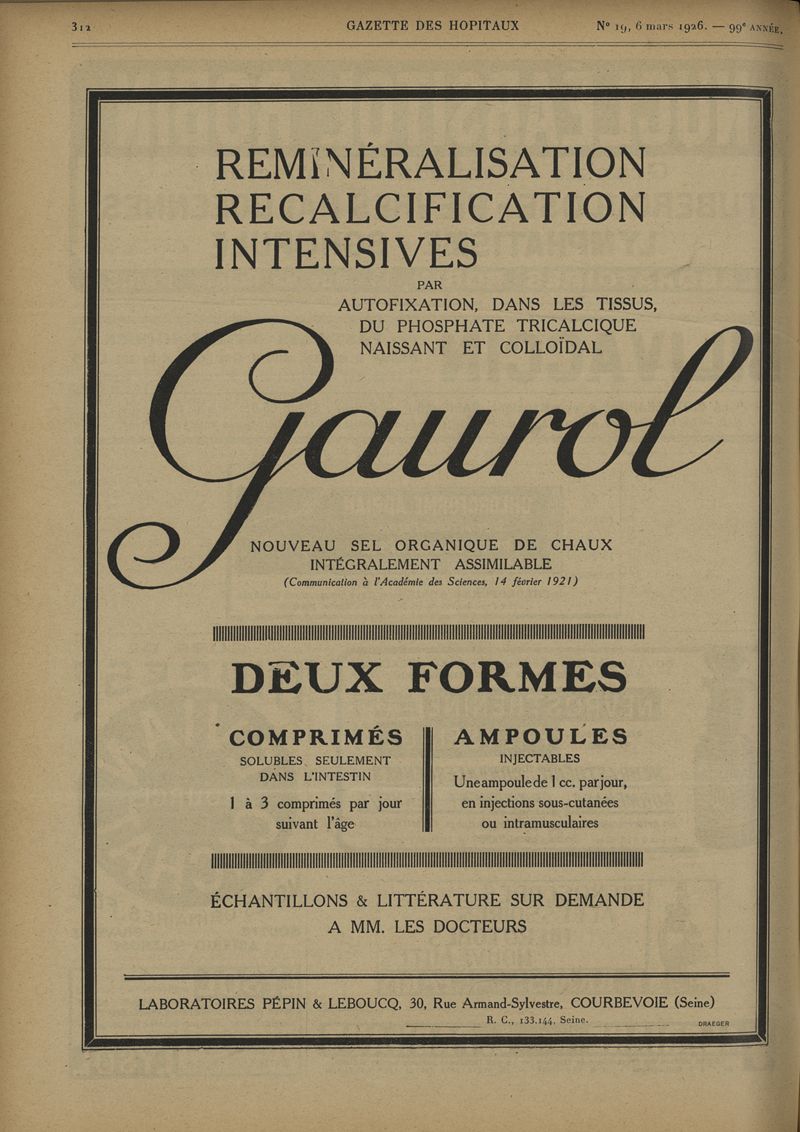 312
GAZETTE DES HOPITAUX
N° 19, 6 mars 1926. — 99e ANNÉE.
REMINÉRALISATION
RECALCIFICATION
INTENSIVES
PAR
AUTOFIXATION, DANS LES TISSUS,
DU PHOSPHATE TRICALCIQUE
NAISSANT ET COLLOÏDAL
Gaurol
NOUVEAU SEL ORGANIQUE DE CHAUX
INTÉGRALEMENT ASSIMILABLE
(Communication à l'Académie des Sciences, 14 février 1921)
DEUX FORMES
COMPRIMÉS
SOLUBLES SEULEMENT
DANS L'INTESTIN
1 à 3 comprimés par jour
suivant l'âge
AMPOULES
INJECTABLES
Une ampoule de 1 cc. par jour,
en injections sous-cutanées
ou intramusculaires
ÉCHANTILLONS & LITTÉRATURE SUR DEMANDE
A MM. LES DOCTEURS
LABORATOIRES PÉPIN & LEBOUCQ, 30, Rue Armand-Sylvestre, COURBEVOIE (Seine)
R. C., 133.144, Seine.
DRAEGER